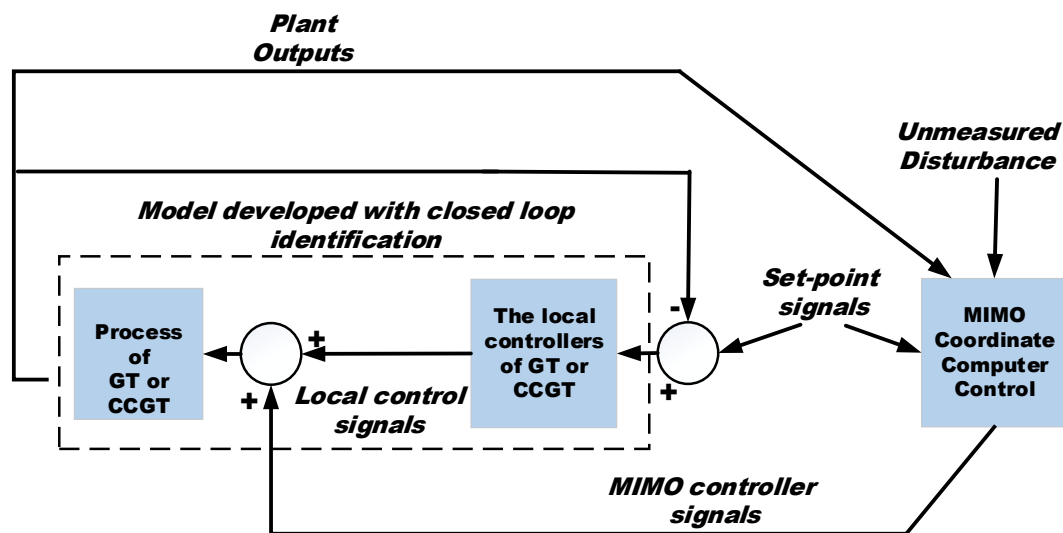 Plant
Outputs
Unmeasured
Disturbance
Model developed with closed loop
identification
Set-point
signals
Process
of
GT or
CCGT
+
+
Local control
signals
The local
controllers
of GT or
CCGT
-
+
MIMO
Coordinate
Computer
Control
MIMO controller
signals